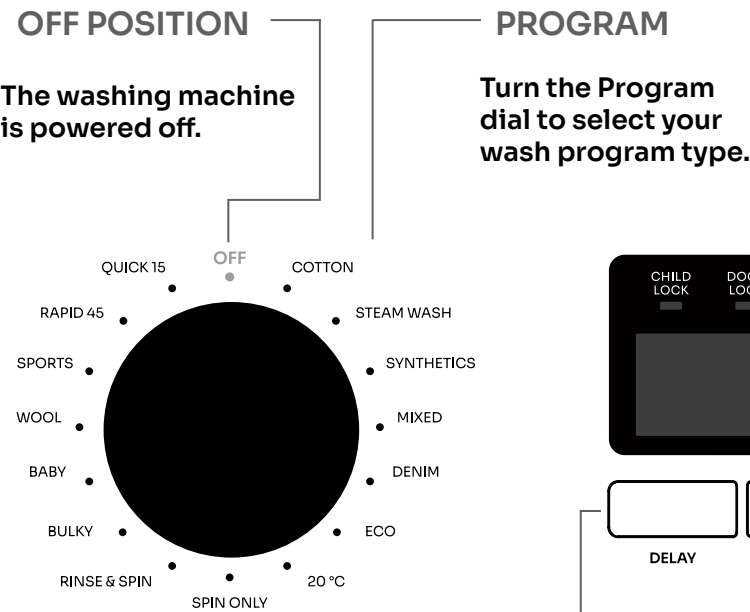 OFF POSITION
PROGRAM
The washing machine
is powered off.
Turn the Program
dial to select your
wash program type.
OFF
QUICK 15
COTTON
RAPID 45
STEAM WASH
SPORTS
SYNTHETICS
WOOL
MIXED
BABY
DENIM
BULKY
ECO
RINSE & SPIN
20 °C
SPIN ONLY
CHILD
LOCK
DELAY